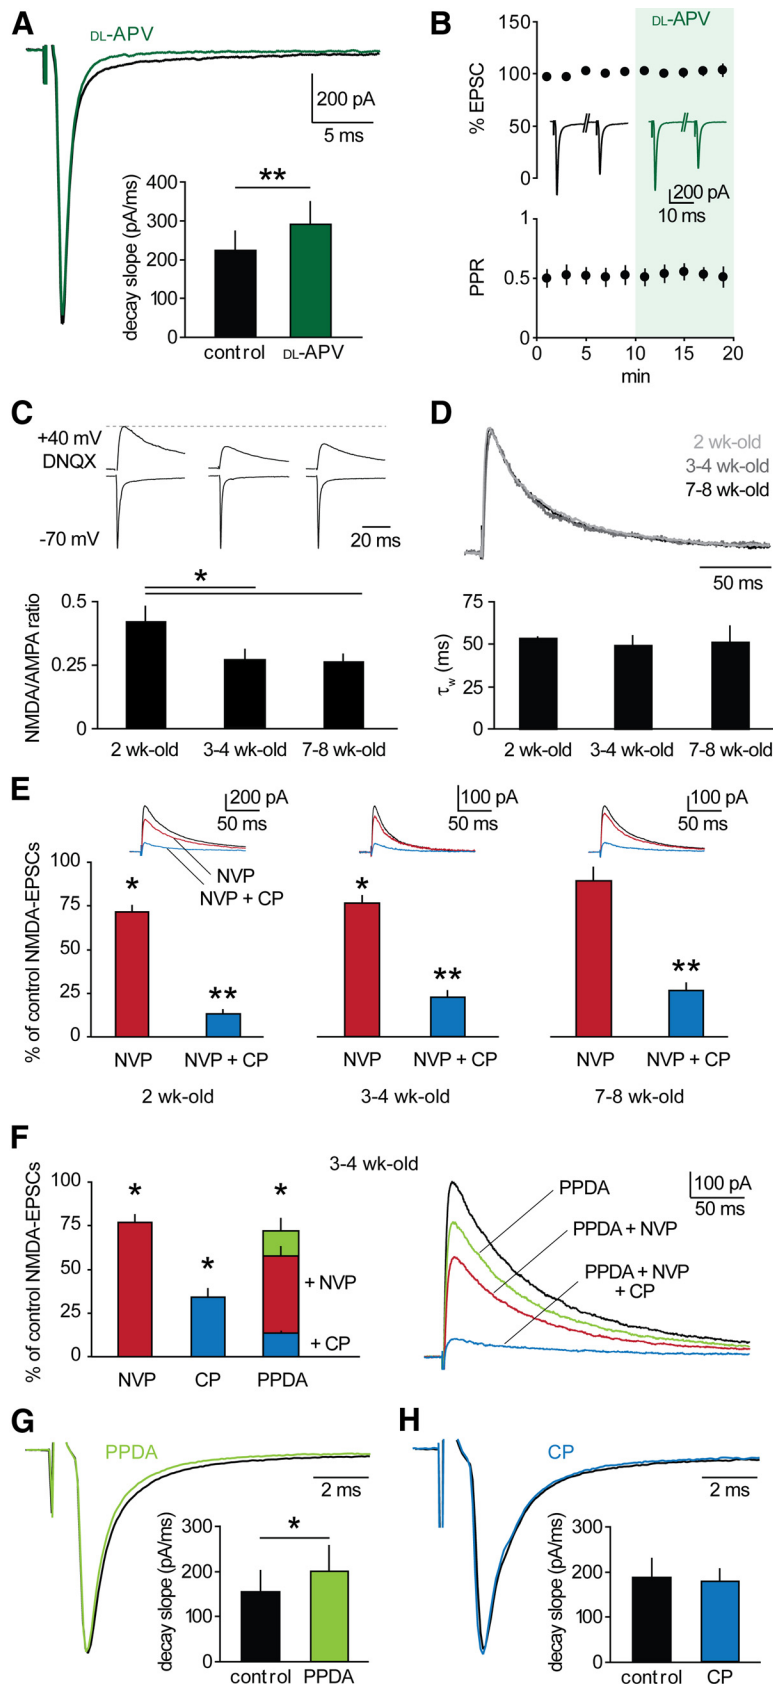 A
DL-APV
200 pA
5 ms
decay slope (pA/ms)
400
300
200
100
0
**
control
DL-APV
B
DL-APV
% EPSC
150
100
50
0
200 pA
10 ms
PPR
1
0.5
0
0
5
10
15
20
min
C
+40 mV
DNQX
-70 mV
20 ms
*
NMDA/AMPA ratio
0.5
0.25
0
2 wk-old
3-4 wk-old
7-8 wk-old
D
2 wk-old
3-4 wk-old
7-8 wk-old
50 ms
τw (ms)
75
50
25
0
2 wk-old
3-4 wk-old
7-8 wk-old
E
% of control NMDA-EPSCs
100
75
50
25
0
200 pA
50 ms
NVP
NVP + CP
*
**
NVP
NVP + CP
2 wk-old
100 pA
50 ms
*
**
NVP
NVP + CP
3-4 wk-old
100 pA
50 ms
**
NVP
NVP + CP
7-8 wk-old
F
3-4 wk-old
% of control NMDA-EPSCs
100
75
50
25
0
*
*
*
+ NVP
+ CP
NVP
CP
PPDA
PPDA
PPDA + NVP
PPDA + NVP
+ CP
100 pA
50 ms
G
PPDA
2 ms
decay slope (pA/ms)
300
200
100
0
*
control
PPDA
H
CP
2 ms
decay slope (pA/ms)
300
200
100
0
control
CP